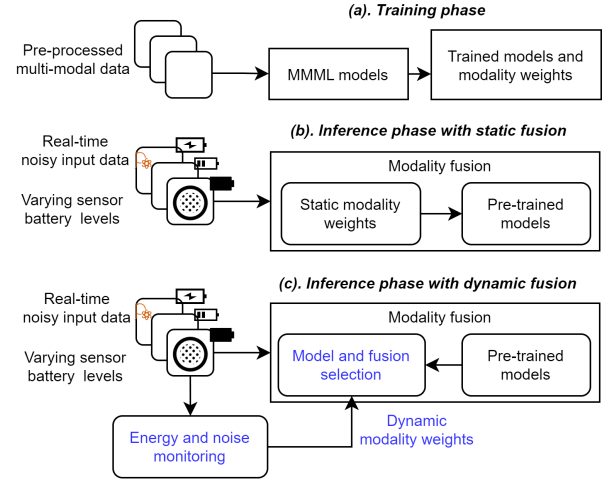 (a). Training phase
Pre-processed
multi-modal data
MMML models
Trained models and
modality weights
(b). Inference phase with static fusion
Real-time
noisy input data
Varying sensor
battery levels
Modality fusion
Static modality
weights
Pre-trained
models
(c). Inference phase with dynamic fusion
Real-time
noisy input data
Varying sensor
battery levels
Modality fusion
Model and fusion
selection
Pre-trained
models
Energy and noise
monitoring
Dynamic
modality weights